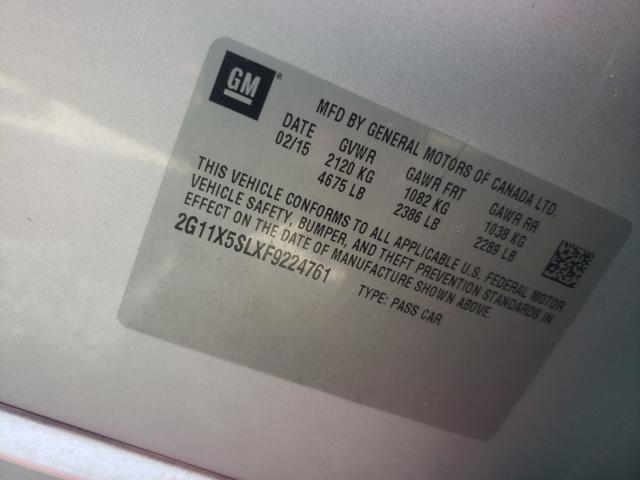 GM®
MFD BY GENERAL MOTORS OF CANADA LTD.
DATE GVWR GAWR FRT GAWR RR
02/15 2120 KG 1082 KG 1038 KG
4675 LB 2386 LB 2289 LB
THIS VEHICLE CONFORMS TO ALL APPLICABLE U.S. FEDERAL MOTOR
VEHICLE SAFETY, BUMPER, AND THEFT PREVENTION STANDARDS IN
EFFECT ON THE DATE OF MANUFACTURE SHOWN ABOVE.
2G11X5SLXF9224761 TYPE: PASS CAR